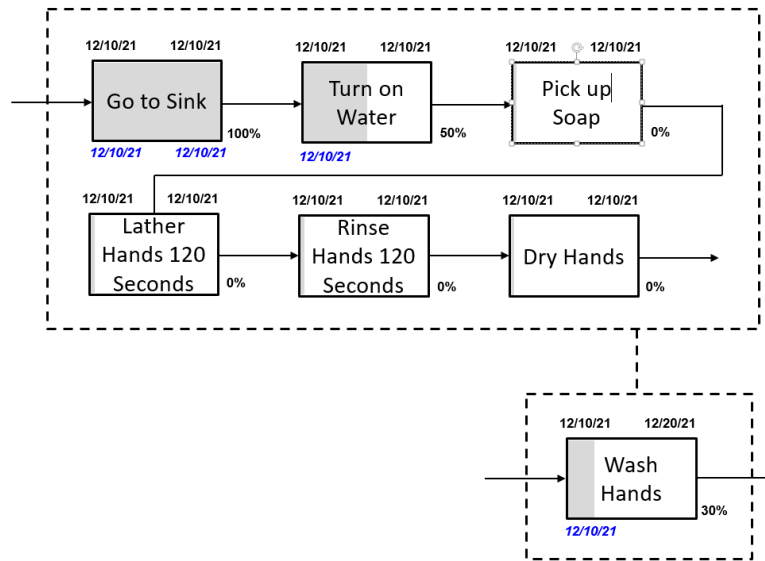 12/10/21 12/10/21
Go to Sink
100%
12/10/21 12/10/21
12/10/21 12/10/21
Turn on
Water
50%
12/10/21
12/10/21 12/10/21
Pick up
Soap
0%
12/10/21 12/10/21
Lather
Hands 120
Seconds
0%
12/10/21 12/10/21
Rinse
Hands 120
Seconds
0%
12/10/21 12/10/21
Dry Hands
0%
12/10/21 12/20/21
Wash
Hands
30%
12/10/21